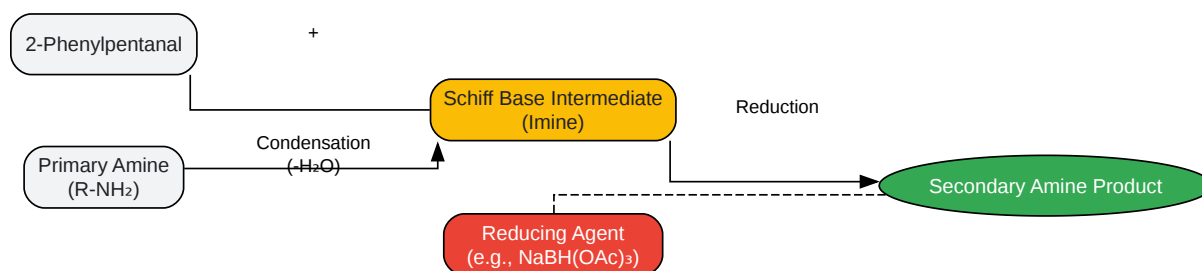 2-Phenylpentanal
+
Schiff Base Intermediate
(Imine)
Reduction
Condensation
(-H₂O)
Primary Amine
(R-NH₂)
Secondary Amine Product
Reducing Agent
(e.g., NaBH(OAc)₃)